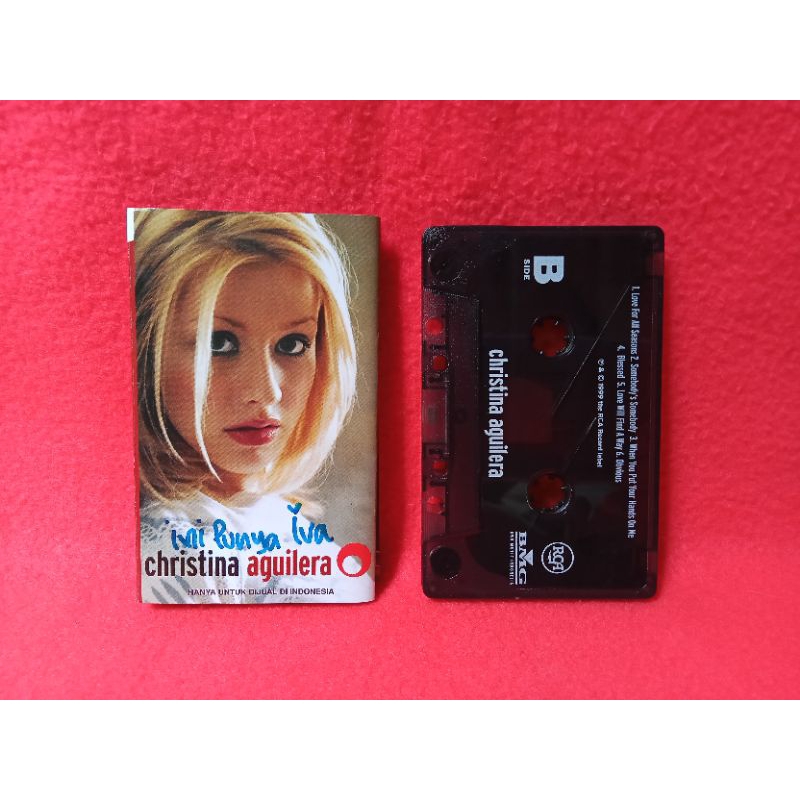 ini Punya Iva
christina aguilera
HANYA UNTUK DIJUAL DI INDONESIA
B
SIDE
1. Love For All Seasons 2. Somebody's Somebody 3. When You Put Your Hands On Me
4. Blessed 5. Love Will Find A Way 6. Obvious
℗ & © 1999 the RCA Record label
christina aguilera
RCA
BMG